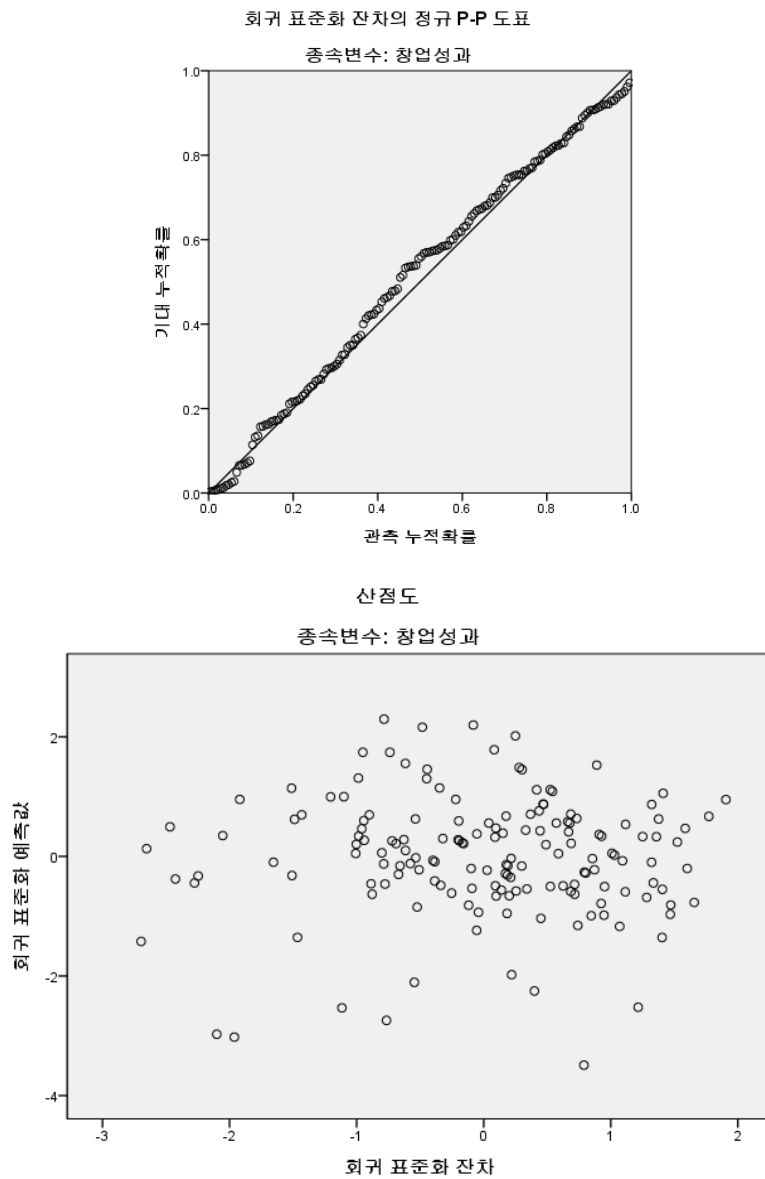 회귀 표준화 잔차의 정규 P-P 도표
종속변수: 창업성과
1.0
0.8
0.6
0.4
0.2
0.0
기대 누적확률
0.0 0.2 0.4 0.6 0.8 1.0
관측 누적확률
산점도
종속변수: 창업성과
2
0
-2
-4
회귀 표준화 예측값
-3 -2 -1 0 1 2
회귀 표준화 잔차